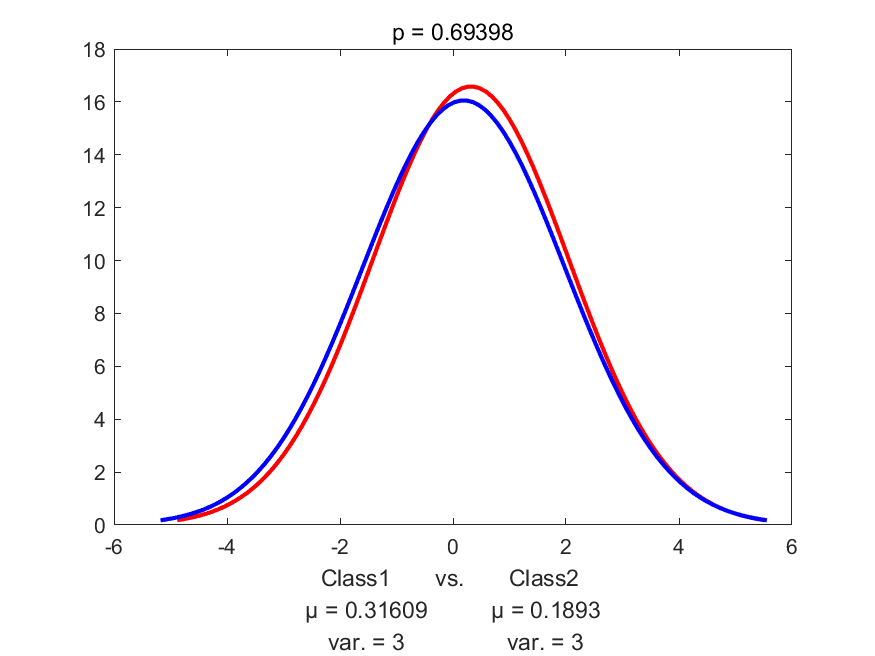 p = 0.69398
18
16
14
12
10
8
6
4
2
0
-6 -4 -2 0 2 4 6
Class1 vs. Class2
μ = 0.31609 μ = 0.1893
var. = 3 var. = 3